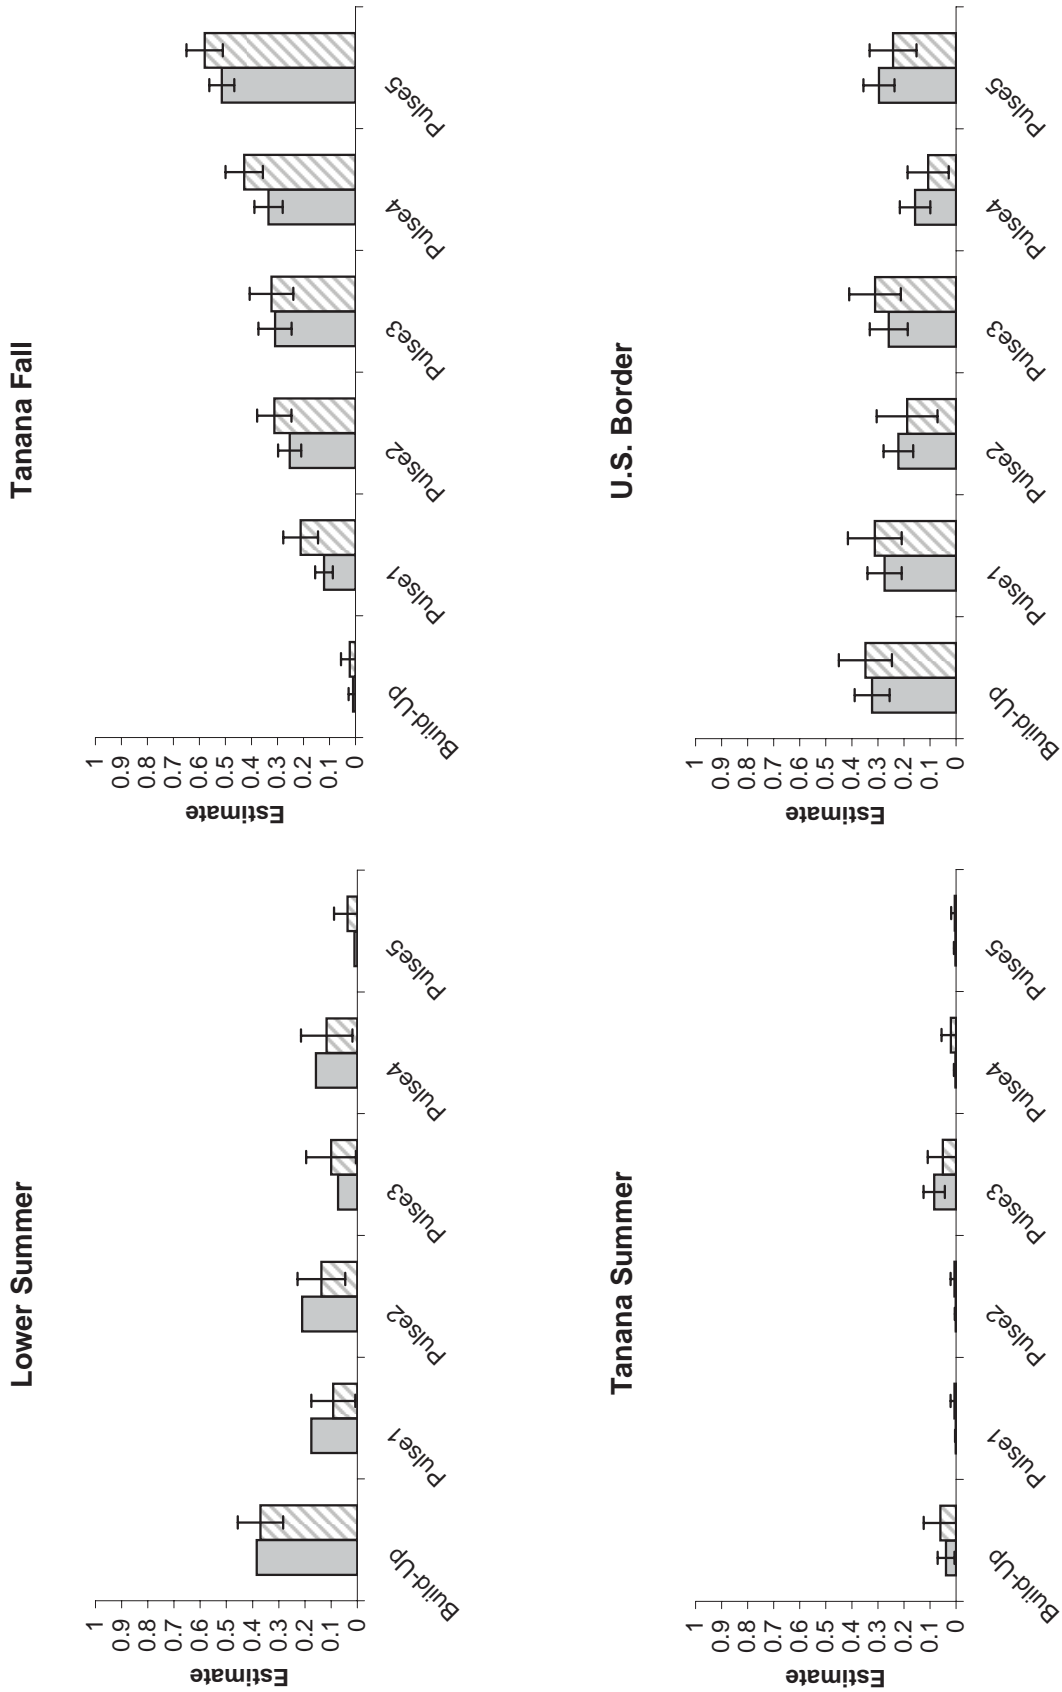 Lower Summer
Estimate
1
0.9
0.8
0.7
0.6
0.5
0.4
0.3
0.2
0.1
0
Build-Up
Pulse1
Pulse2
Pulse3
Pulse4
Pulse5
Tanana Fall
Estimate
1
0.9
0.8
0.7
0.6
0.5
0.4
0.3
0.2
0.1
0
Build-Up
Pulse1
Pulse2
Pulse3
Pulse4
Pulse5
Tanana Summer
Estimate
1
0.9
0.8
0.7
0.6
0.5
0.4
0.3
0.2
0.1
0
Build-Up
Pulse1
Pulse2
Pulse3
Pulse4
Pulse5
U.S. Border
Estimate
1
0.9
0.8
0.7
0.6
0.5
0.4
0.3
0.2
0.1
0
Build-Up
Pulse1
Pulse2
Pulse3
Pulse4
Pulse5